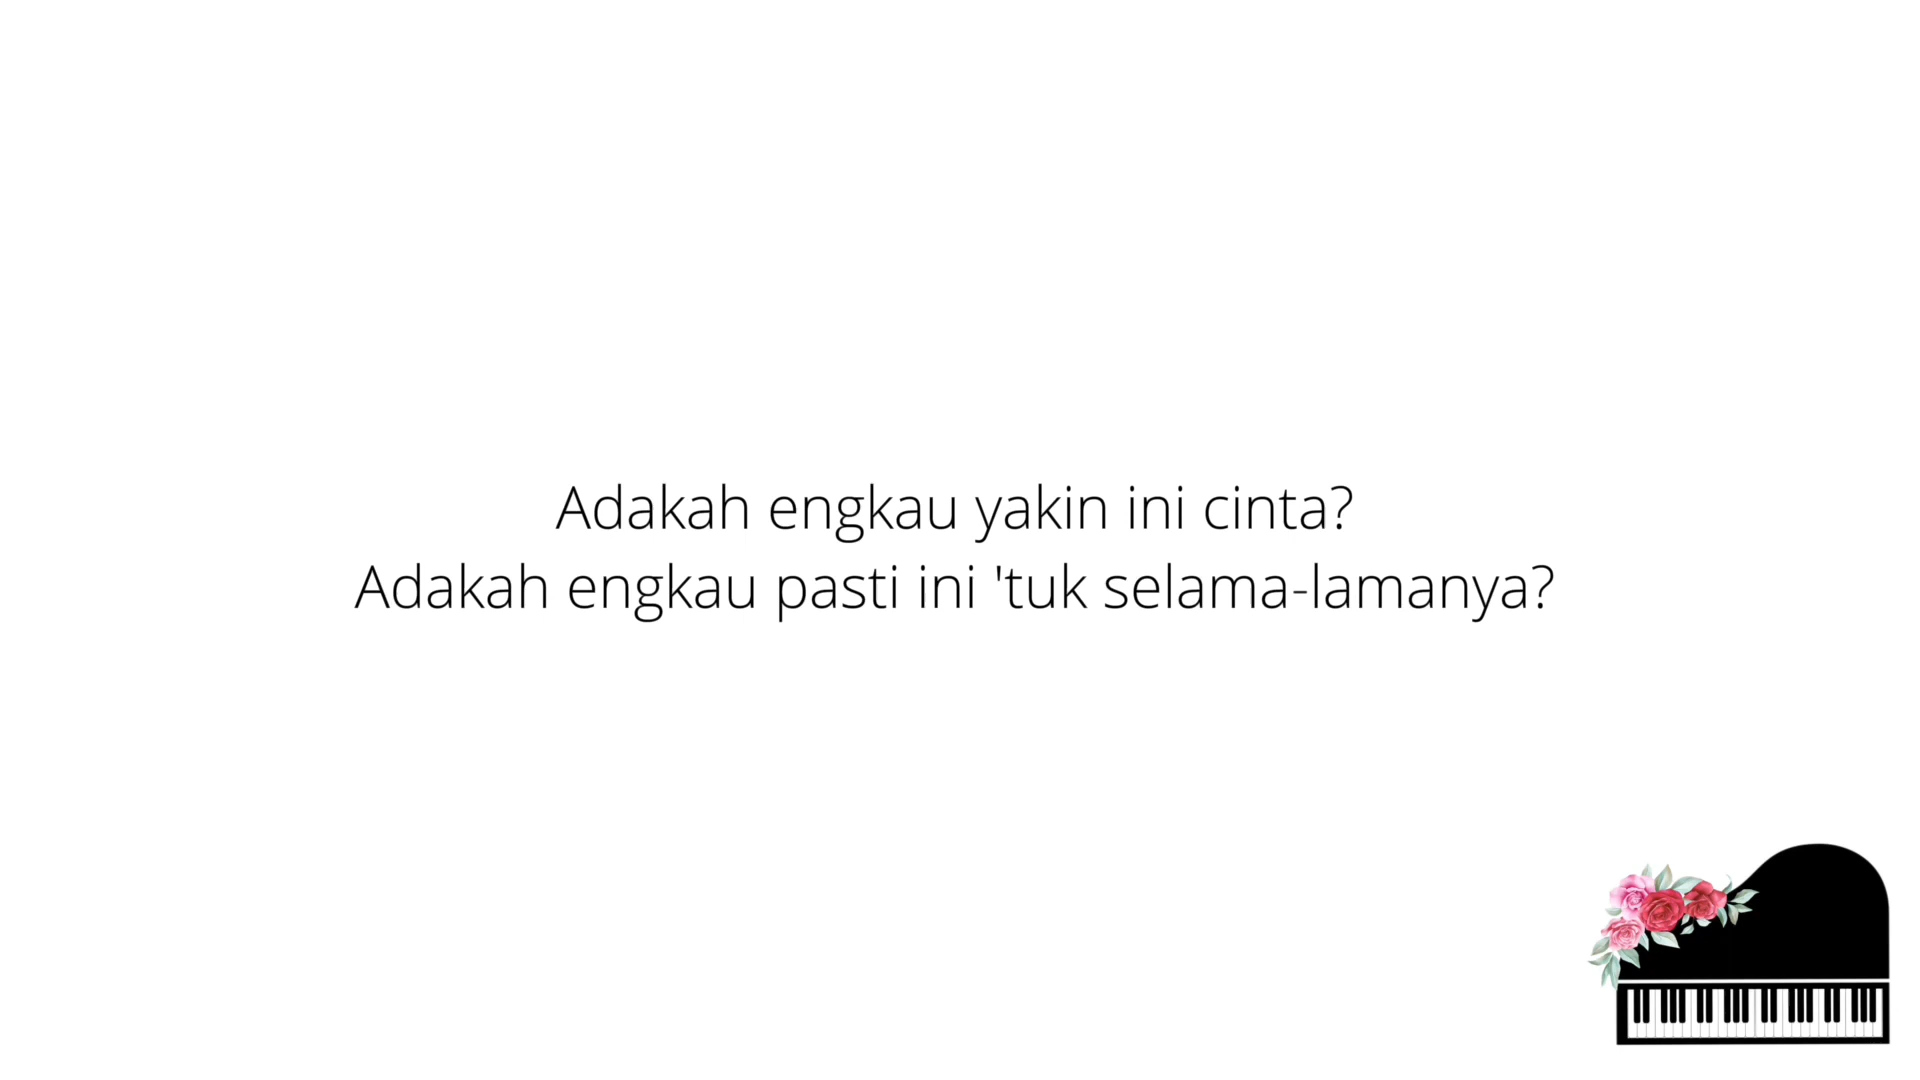 Adakah engkau yakin ini cinta?
Adakah engkau pasti ini 'tuk selama-lamanya?